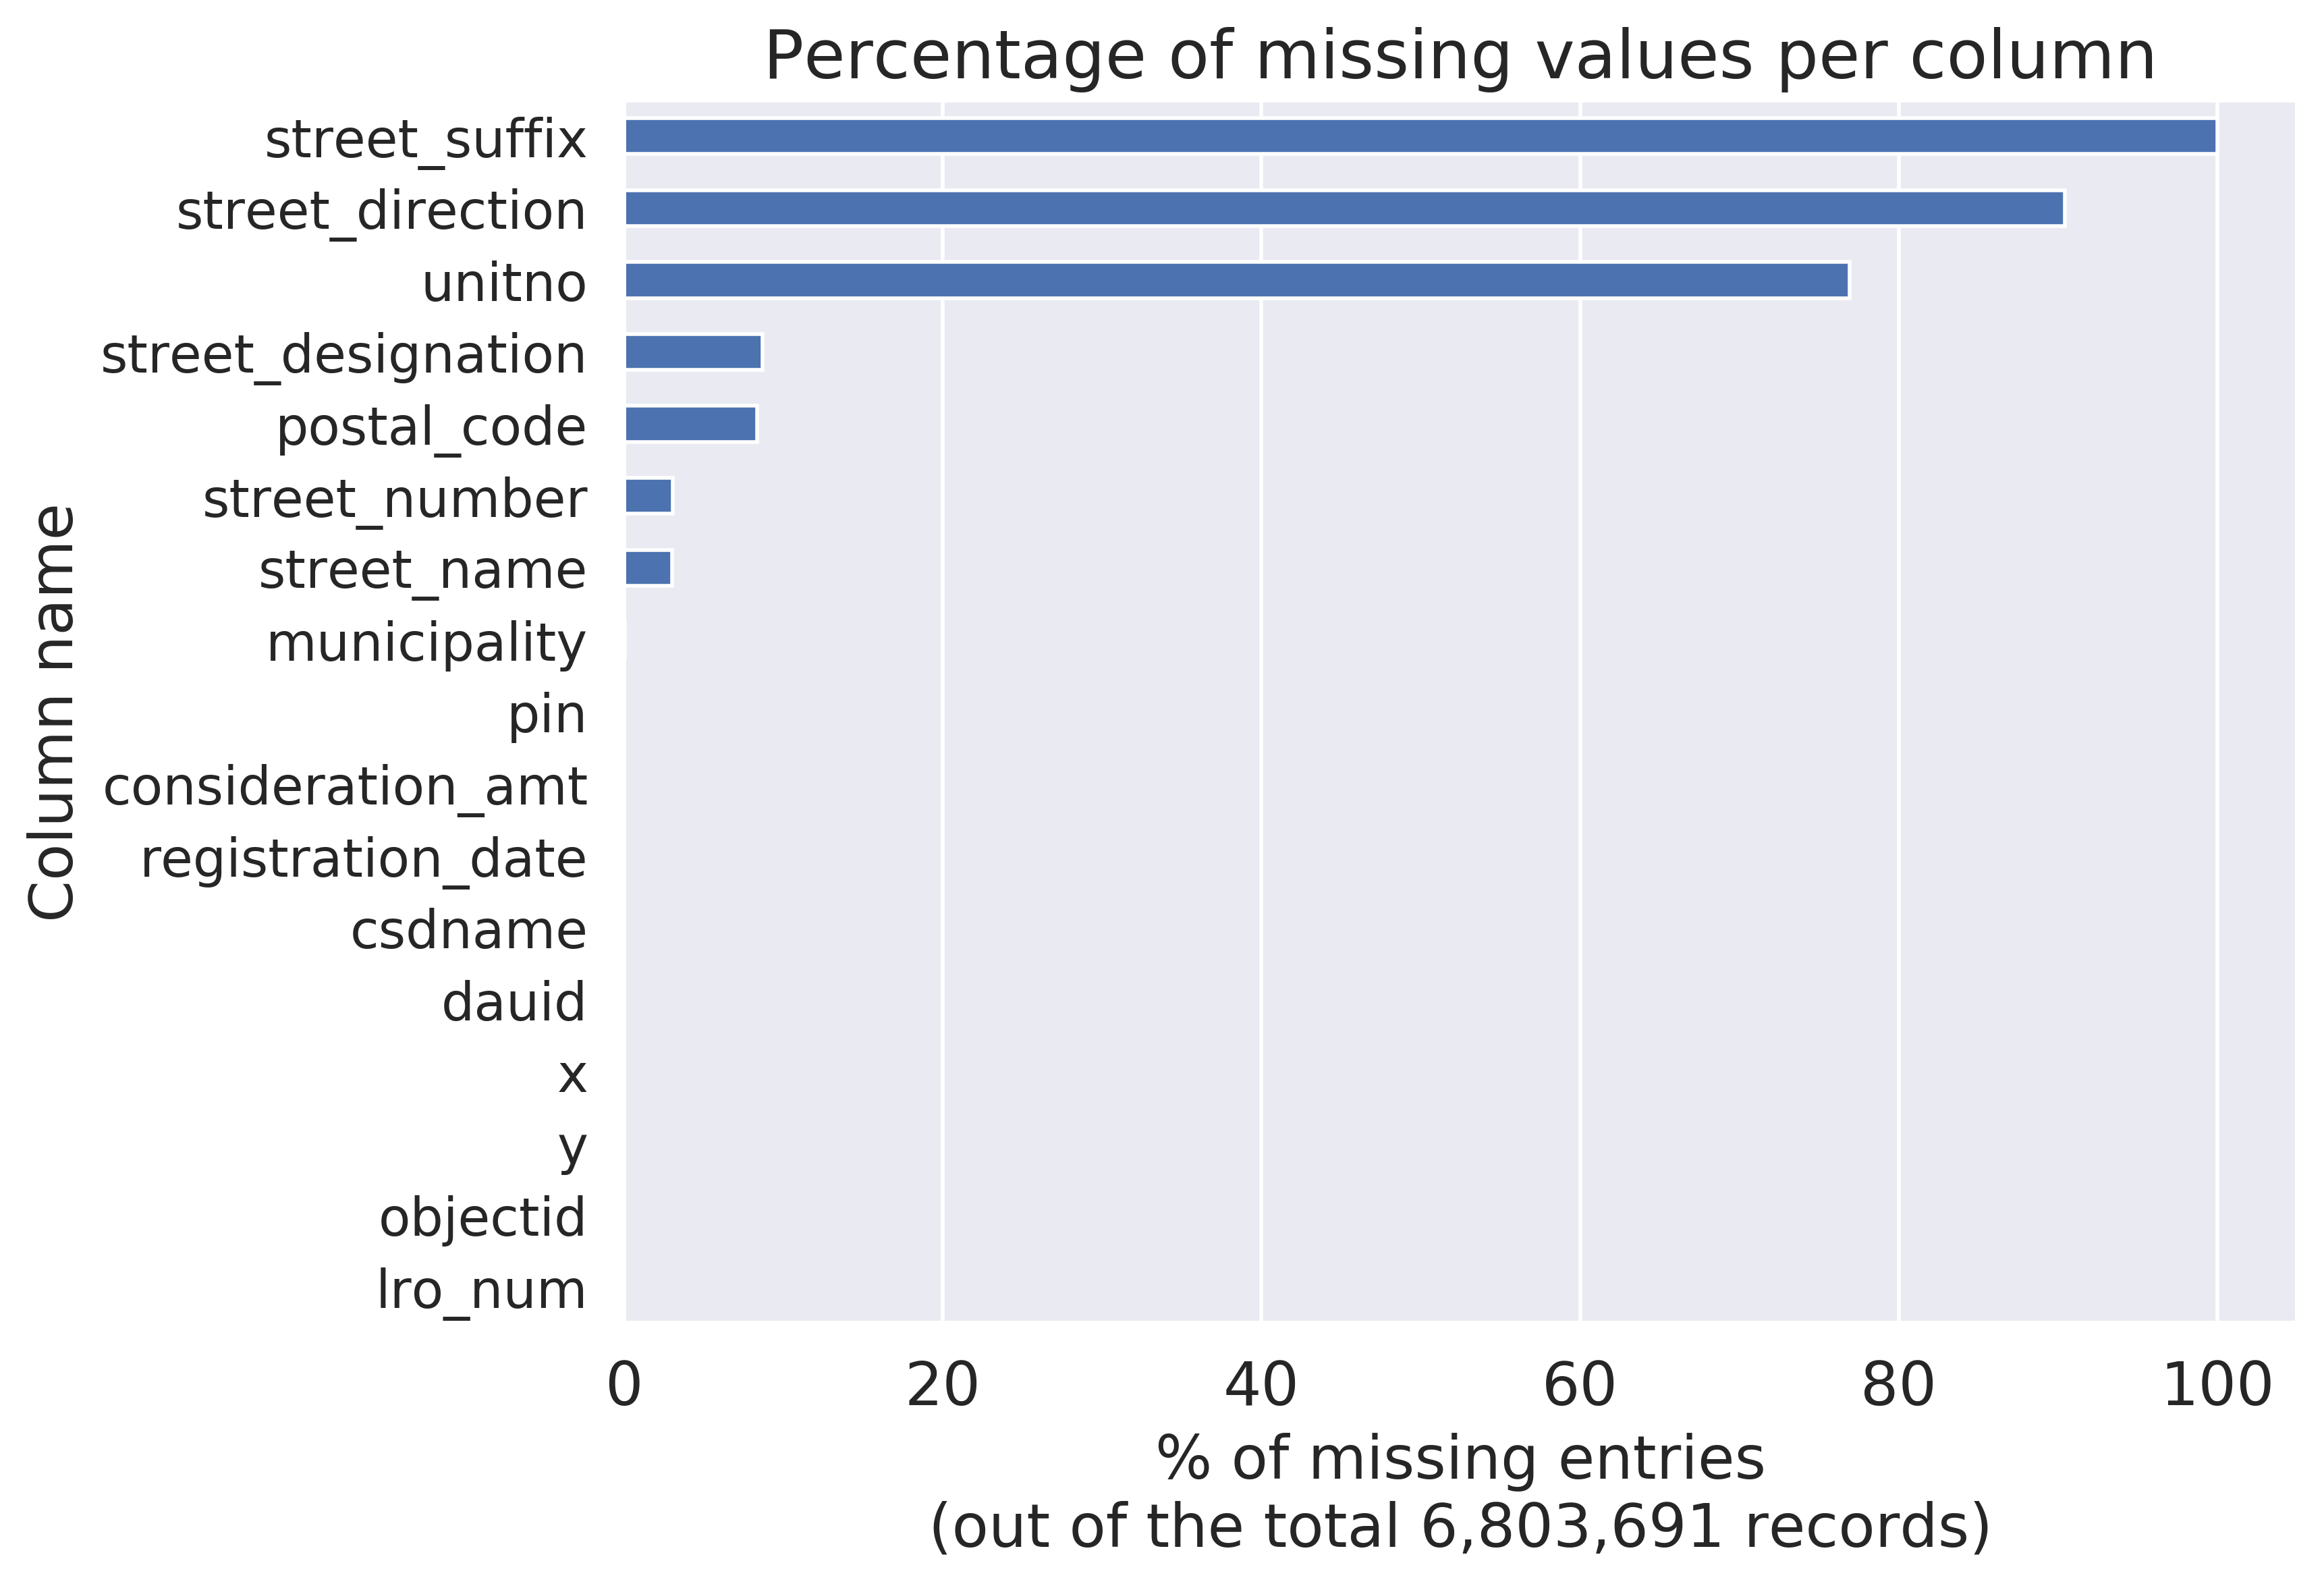 Percentage of missing values per column
street_suffix
street_direction
unitno
street_designation
postal_code
street_number
street_name
municipality
pin
consideration_amt
registration_date
csdname
dauid
x
y
objectid
lro_num
Column name
0 20 40 60 80 100
% of missing entries
(out of the total 6,803,691 records)